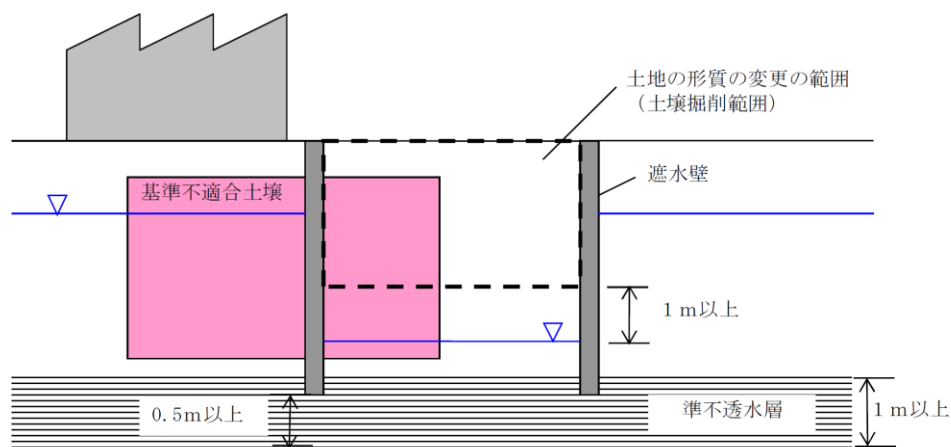 土地の形質の変更の範囲
（土壌掘削範囲）
遮水壁
基準不適合土壌
1ｍ以上
0.5m以上
準不透水層
1ｍ以上